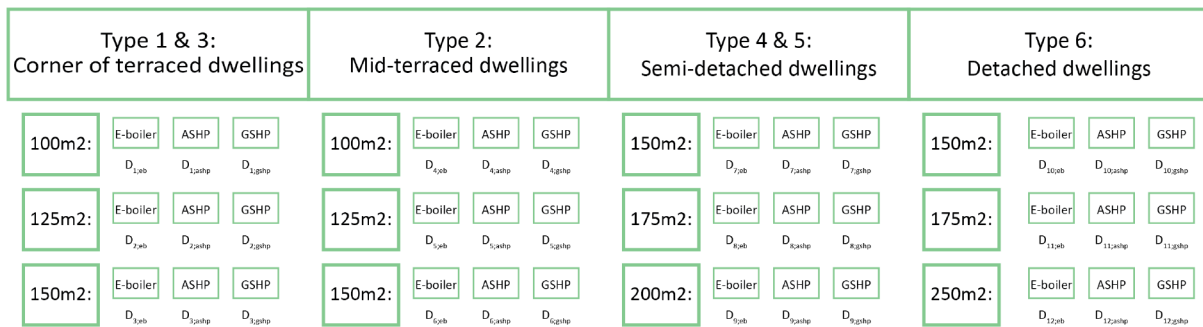 Type 1 & 3:
Corner of terraced dwellings
Type 2:
Mid-terraced dwellings
Type 4 & 5:
Semi-detached dwellings
Type 6:
Detached dwellings
100m2: E-boiler ASHP GSHP
D1;eb D1;ashp D1;gshp
125m2: E-boiler ASHP GSHP
D2;eb D2;ashp D2;gshp
150m2: E-boiler ASHP GSHP
D3;eb D3;ashp D3;gshp
100m2: E-boiler ASHP GSHP
D4;eb D4;ashp D4;gshp
125m2: E-boiler ASHP GSHP
D5;eb D5;ashp D5;gshp
150m2: E-boiler ASHP GSHP
D6;eb D6;ashp D6;gshp
150m2: E-boiler ASHP GSHP
D7;eb D7;ashp D7;gshp
175m2: E-boiler ASHP GSHP
D8;eb D8;ashp D8;gshp
200m2: E-boiler ASHP GSHP
D9;eb D9;ashp D9;gshp
150m2: E-boiler ASHP GSHP
D10;eb D10;ashp D10;gshp
175m2: E-boiler ASHP GSHP
D11;eb D11;ashp D11;gshp
250m2: E-boiler ASHP GSHP
D12;eb D12;ashp D12;gshp